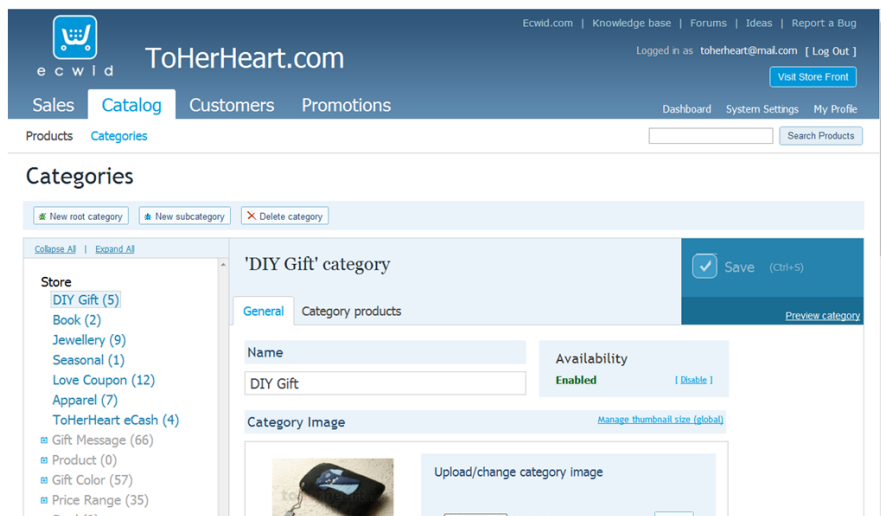 Ecwid.com | Knowledge base | Forums | Ideas | Report a Bug
ecwid
ToHerHeart.com
Logged in as toherheart@mail.com [ Log Out ]
Visit Store Front
Sales Catalog Customers Promotions
Dashboard System Settings My Profile
Products Categories
Search Products
Categories
New root category New subcategory Delete category
Collapse All | Expand All
Store
DIY Gift (5)
Book (2)
Jewellery (9)
Seasonal (1)
Love Coupon (12)
Apparel (7)
ToHerHeart eCash (4)
Gift Message (66)
Product (0)
Gift Color (57)
Price Range (35)
'DIY Gift' category
Save (Ctrl+S)
Preview category
General Category products
Name
DIY Gift
Availability
Enabled [ Disable ]
Category Image
Manage thumbnail size (global)
Upload/change category image